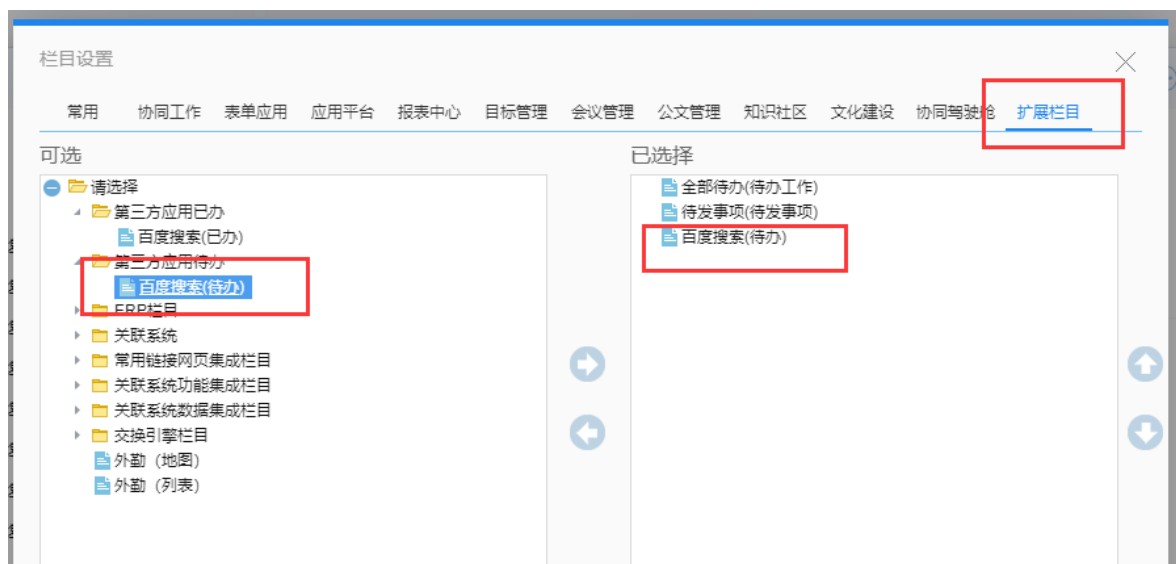 栏目设置
常用 协同工作 表单应用 应用平台 报表中心 目标管理 会议管理 公文管理 知识社区 文化建设 协同驾驶舱 扩展栏目
可选
请选择
第三方应用已办
百度搜索(已办)
第三方应用待办
百度搜索(待办)
ERP栏目
关联系统
常用链接网页集成栏目
关联系统功能集成栏目
关联系统数据集成栏目
交换引擎栏目
外勤（地图）
外勤（列表）
已选择
全部待办(待办工作)
待发事项(待发事项)
百度搜索(待办)